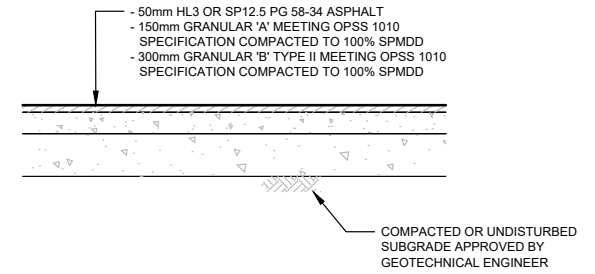 - 50mm HL3 OR SP12.5 PG 58-34 ASPHALT
- 150mm GRANULAR 'A' MEETING OPSS 1010
SPECIFICATION COMPACTED TO 100% SPMDD
- 300mm GRANULAR 'B' TYPE II MEETING OPSS 1010
SPECIFICATION COMPACTED TO 100% SPMDD
COMPACTED OR UNDISTURBED
SUBGRADE APPROVED BY
GEOTECHNICAL ENGINEER